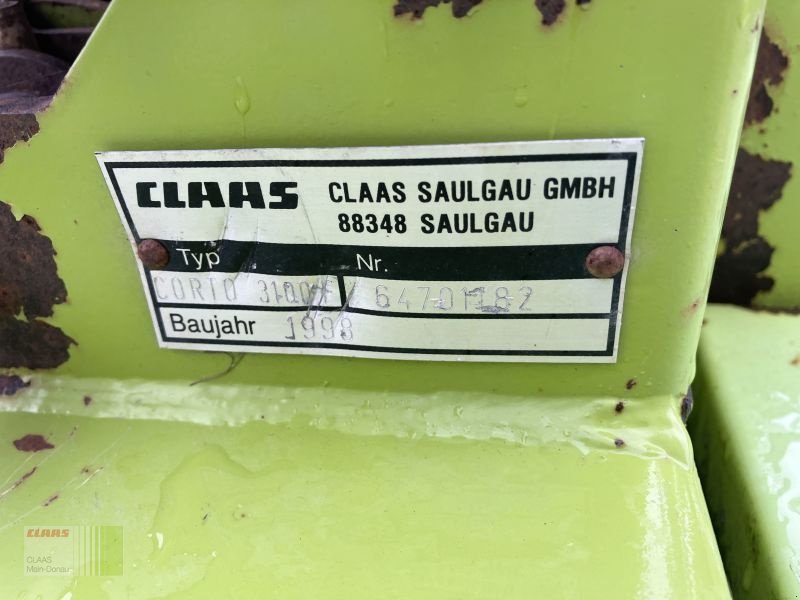 CLAAS CLAAS SAULGAU GMBH
88348 SAULGAU
Typ Nr.
CORTO 3100 F 64701182
Baujahr 1998
CLAAS
CLAAS
Main-Donau